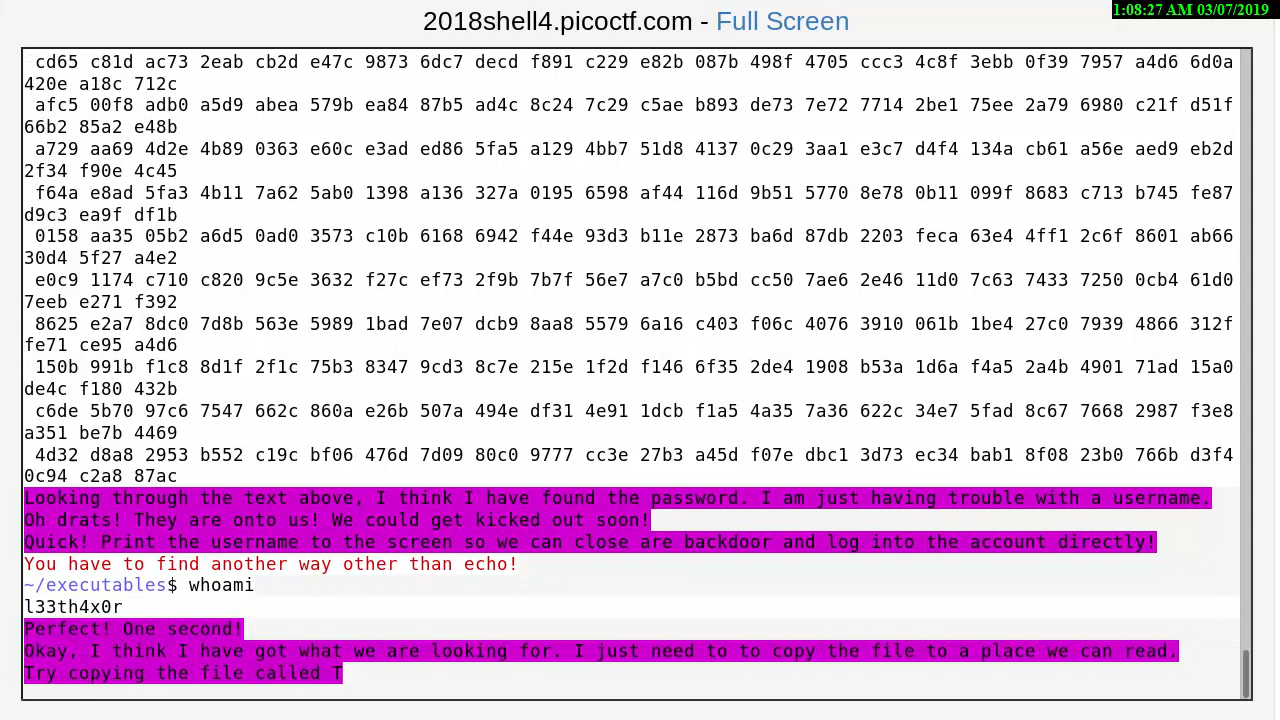 1:08:27 AM 03/07/2019
2018shell4.picoctf.com - Full Screen
cd65 c81d ac73 2eab cb2d e47c 9873 6dc7 decd f891 c229 e82b 087b 498f 4705 ccc3 4c8f 3ebb 0f39 7957 a4d6 6d0a
420e a18c 712c
afc5 00f8 adb0 a5d9 abea 579b ea84 87b5 ad4c 8c24 7c29 c5ae b893 de73 7e72 7714 2be1 75ee 2a79 6980 c21f d51f
66b2 85a2 e48b
a729 aa69 4d2e 4b89 0363 e60c e3ad ed86 5fa5 a129 4bb7 51d8 4137 0c29 3aa1 e3c7 d4f4 134a cb61 a56e aed9 eb2d
2f34 f90e 4c45
f64a e8ad 5fa3 4b11 7a62 5ab0 1398 a136 327a 0195 6598 af44 116d 9b51 5770 8e78 0b11 099f 8683 c713 b745 fe87
d9c3 ea9f df1b
0158 aa35 05b2 a6d5 0ad0 3573 c10b 6168 6942 f44e 93d3 b11e 2873 ba6d 87db 2203 feca 63e4 4ff1 2c6f 8601 ab66
30d4 5f27 a4e2
e0c9 1174 c710 c820 9c5e 3632 f27c ef73 2f9b 7b7f 56e7 a7c0 b5bd cc50 7ae6 2e46 11d0 7c63 7433 7250 0cb4 61d0
7eeb e271 f392
8625 e2a7 8dc0 7d8b 563e 5989 1bad 7e07 dcb9 8aa8 5579 6a16 c403 f06c 4076 3910 061b 1be4 27c0 7939 4866 312f
fe71 ce95 a4d6
150b 991b f1c8 8d1f 2f1c 75b3 8347 9cd3 8c7e 215e 1f2d f146 6f35 2de4 1908 b53a 1d6a f4a5 2a4b 4901 71ad 15a0
de4c f180 432b
c6de 5b70 97c6 7547 662c 860a e26b 507a 494e df31 4e91 1dcb f1a5 4a35 7a36 622c 34e7 5fad 8c67 7668 2987 f3e8
a351 be7b 4469
4d32 d8a8 2953 b552 c19c bf06 476d 7d09 80c0 9777 cc3e 27b3 a45d f07e dbc1 3d73 ec34 bab1 8f08 23b0 766b d3f4
0c94 c2a8 87ac
Looking through the text above, I think I have found the password. I am just having trouble with a username.
Oh drats! They are onto us! We could get kicked out soon!
Quick! Print the username to the screen so we can close are backdoor and log into the account directly!
You have to find another way other than echo!
~/executables$ whoami
l33th4x0r
Perfect! One second!
Okay, I think I have got what we are looking for. I just need to to copy the file to a place we can read.
Try copying the file called T